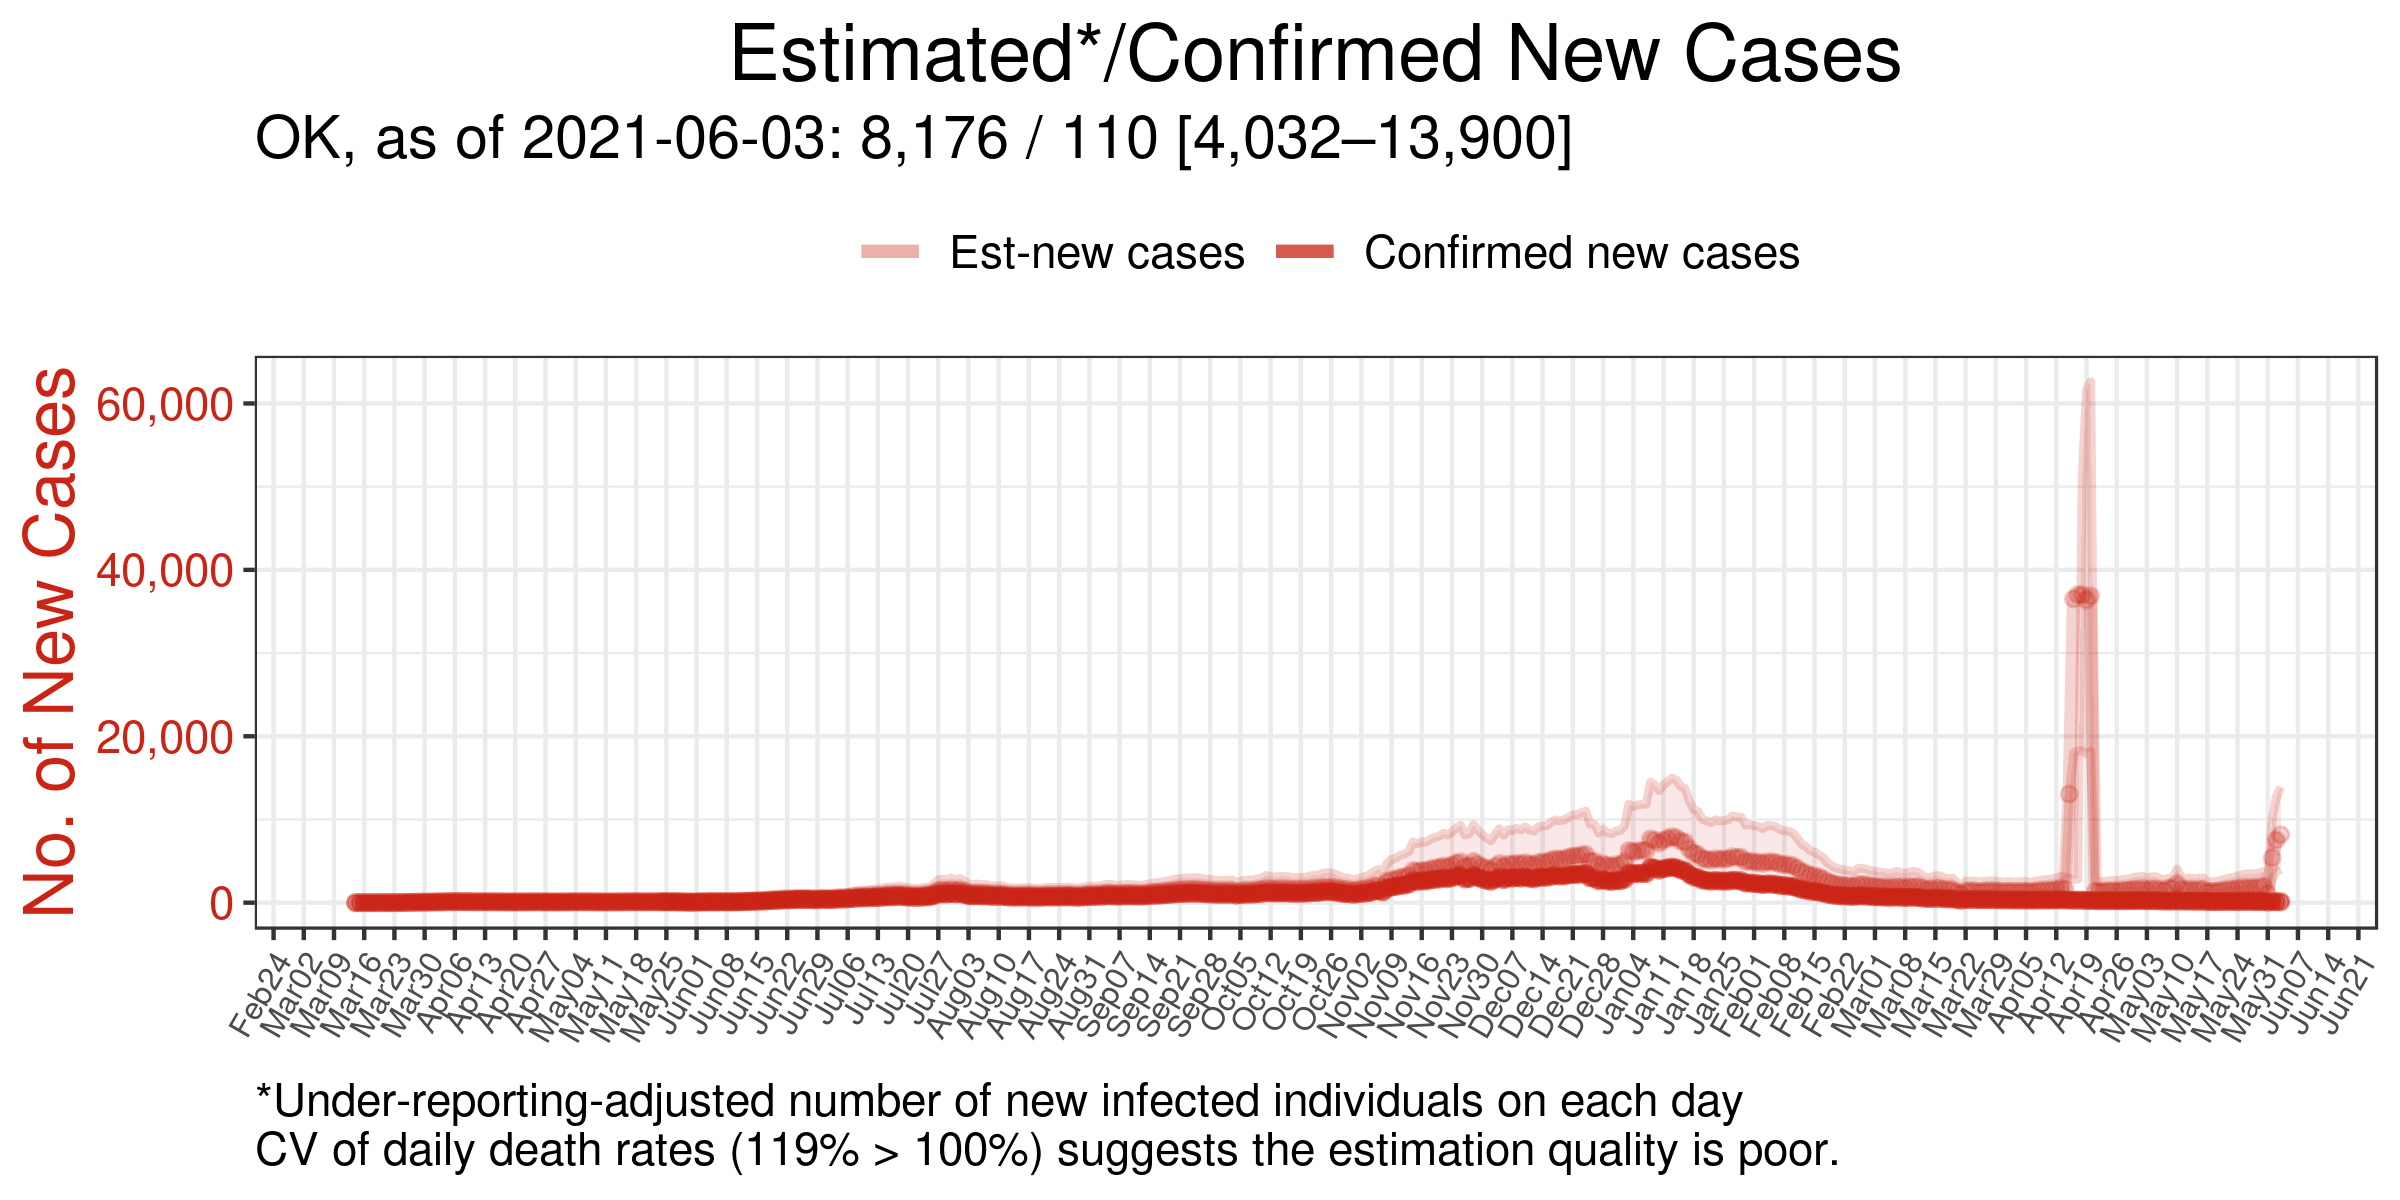 Estimated*/Confirmed New Cases
OK, as of 2021-06-03: 8,176 / 110 [4,032–13,900]
Est-new cases Confirmed new cases
No. of New Cases
60,000
40,000
20,000
0
Feb24 Mar02 Mar09 Mar16 Mar23 Mar30 Apr06 Apr13 Apr20 Apr27 May04 May11 May18 May25 Jun01 Jun08 Jun15 Jun22 Jun29 Jul06 Jul13 Jul20 Jul27 Aug03 Aug10 Aug17 Aug24 Aug31 Sep07 Sep14 Sep21 Sep28 Oct05 Oct12 Oct19 Oct26 Nov02 Nov09 Nov16 Nov23 Nov30 Dec07 Dec14 Dec21 Dec28 Jan04 Jan11 Jan18 Jan25 Feb01 Feb08 Feb15 Feb22 Mar01 Mar08 Mar15 Mar22 Mar29 Apr05 Apr12 Apr19 Apr26 May03 May10 May17 May24 May31 Jun07 Jun14 Jun21
*Under-reporting-adjusted number of new infected individuals on each day
CV of daily death rates (119% > 100%) suggests the estimation quality is poor.